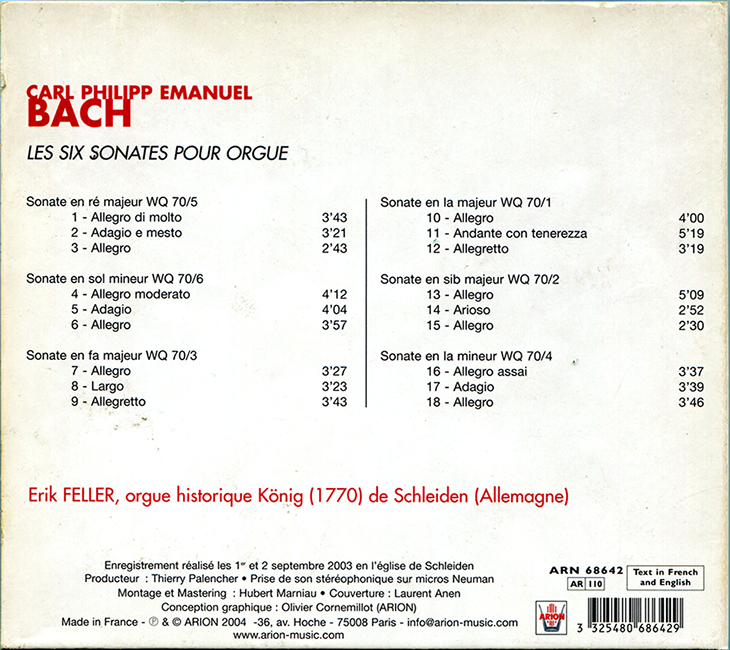 CARL PHILIPP EMANUEL
BACH
LES SIX SONATES POUR ORGUE
Sonate en ré majeur WQ 70/5
1 - Allegro di molto 3'43
2 - Adagio e mesto 3'21
3 - Allegro 2'43
Sonate en sol mineur WQ 70/6
4 - Allegro moderato 4'12
5 - Adagio 4'04
6 - Allegro 3'57
Sonate en fa majeur WQ 70/3
7 - Allegro 3'27
8 - Largo 3'23
9 - Allegretto 3'43
Sonate en la majeur WQ 70/1
10 - Allegro 4'00
11 - Andante con tenerezza 5'19
12 - Allegretto 3'19
Sonate en sib majeur WQ 70/2
13 - Allegro 5'09
14 - Arioso 2'52
15 - Allegro 2'30
Sonate en la mineur WQ 70/4
16 - Allegro assai 3'37
17 - Adagio 3'39
18 - Allegro 3'46
Erik FELLER, orgue historique König (1770) de Schleiden (Allemagne)
Enregistrement réalisé les 1er et 2 septembre 2003 en l'église de Schleiden
Producteur : Thierry Palencher • Prise de son stéréophonique sur micros Neuman
Montage et Mastering : Hubert Marniau • Couverture : Laurent Anen
Conception graphique : Olivier Cornemillot (ARION)
Made in France - ℗ & © ARION 2004 -36, av. Hoche - 75008 Paris - info@arion-music.com
www.arion-music.com
ARN 68642
AR 110
Text in French
and English
ARION
3 325480 686429